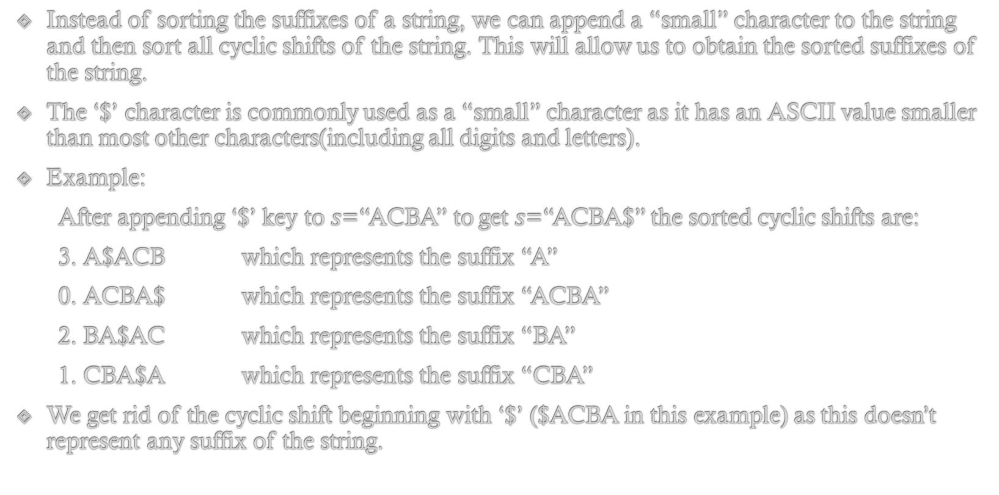 Instead of sorting the suffixes of a string, we can append a “small” character to the string
and then sort all cyclic shifts of the string. This will allow us to obtain the sorted suffixes of
the string.
The ‘$’ character is commonly used as a “small” character as it has an ASCII value smaller
than most other characters(including all digits and letters).
Example:
After appending ‘$’ key to s=“ACBA” to get s=“ACBA$” the sorted cyclic shifts are:
3. A$ACB which represents the suffix “A”
0. ACBA$ which represents the suffix “ACBA”
2. BA$AC which represents the suffix “BA”
1. CBA$A which represents the suffix “CBA”
We get rid of the cyclic shift beginning with ‘$’ ($ACBA in this example) as this doesn’t
represent any suffix of the string.